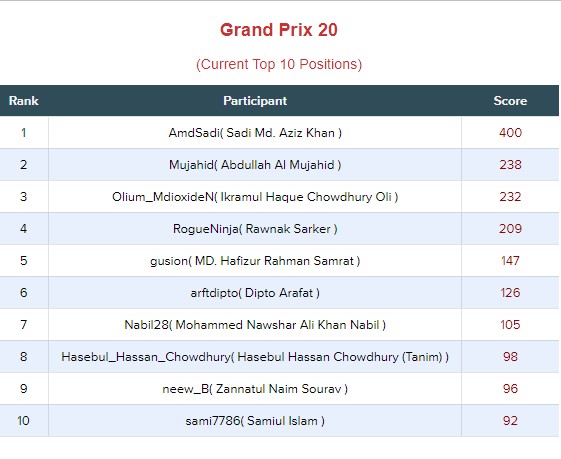 Grand Prix 20
(Current Top 10 Positions)
Rank Participant Score
1 AmdSadi( Sadi Md. Aziz Khan ) 400
2 Mujahid( Abdullah Al Mujahid ) 238
3 Olium_MdioxideN( Ikramul Haque Chowdhury Oli ) 232
4 RogueNinja( Rawnak Sarker ) 209
5 gusion( MD. Hafizur Rahman Samrat ) 147
6 arftdipto( Dipto Arafat ) 126
7 Nabil28( Mohammed Nawshar Ali Khan Nabil ) 105
8 Hasebul_Hassan_Chowdhury( Hasebul Hassan Chowdhury (Tanim) ) 98
9 neew_B( Zannatul Naim Sourav ) 96
10 sami7786( Samiul Islam ) 92